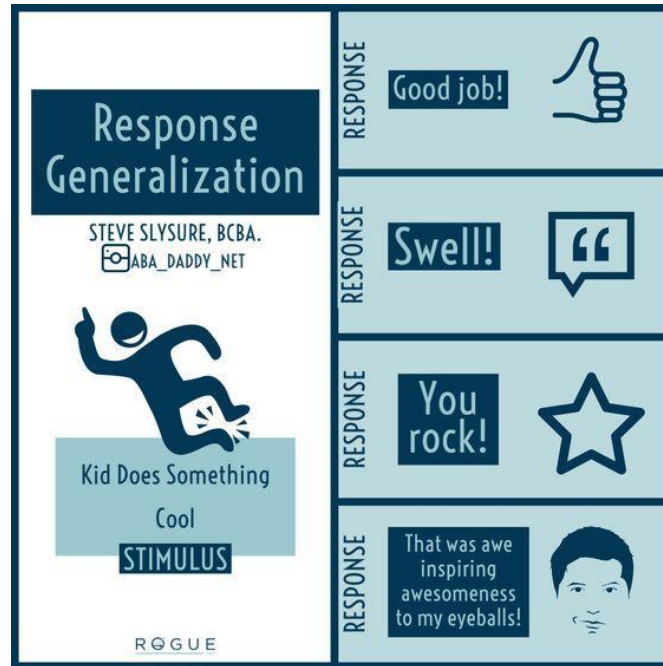 Response
Generalization
STEVE SLYSURE, BCBA.
ABA_DADDY_NET
Kid Does Something
Cool
STIMULUS
ROGUE
RESPONSE
Good job!
RESPONSE
Swell!
RESPONSE
You
rock!
RESPONSE
That was awe
inspiring
awesomeness
to my eyeballs!